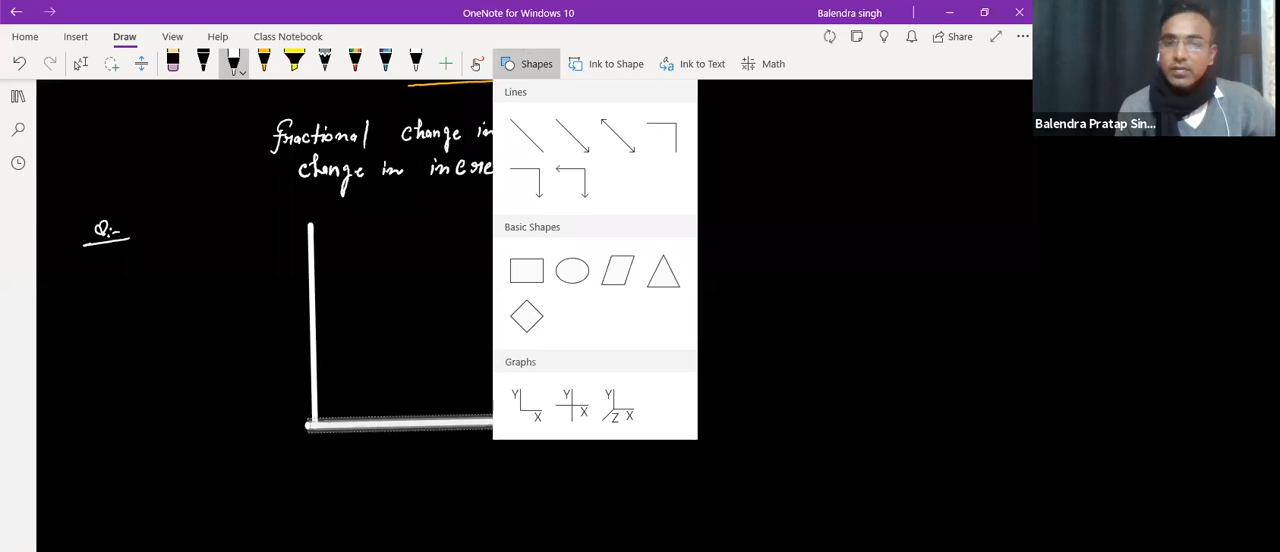 OneNote for Windows 10
Balendra singh
Home Insert Draw View Help Class Notebook
Share
Shapes Ink to Shape Ink to Text Math
Balendra Pratap Sin...
Lines
fractional change in
change in incre
Basic Shapes
Q:-
Graphs
Y X Y X Y Z X